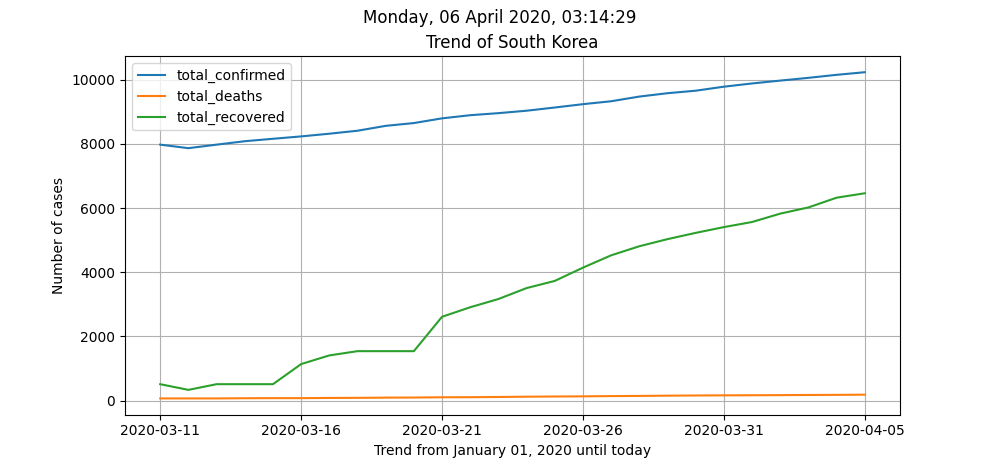 Monday, 06 April 2020, 03:14:29
Trend of South Korea
total_confirmed
total_deaths
total_recovered
Number of cases
10000
8000
6000
4000
2000
0
2020-03-11
2020-03-16
2020-03-21
2020-03-26
2020-03-31
2020-04-05
Trend from January 01, 2020 until today